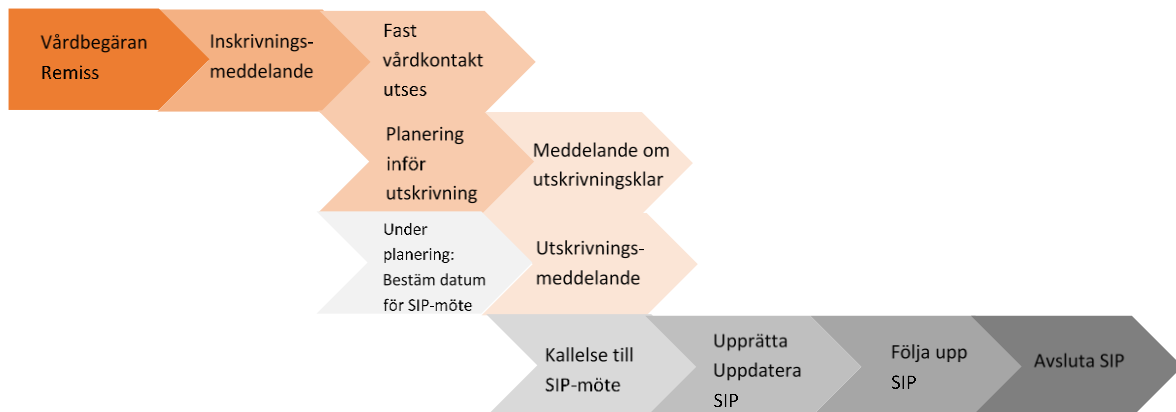 Vårdbegäran
Remiss
Inskrivnings-
meddelande
Fast
vårdkontakt
utses
Planering
inför
utskrivning
Meddelande om
utskrivningsklar
Under
planering:
Bestäm datum
för SIP-möte
Utskrivnings-
meddelande
Kallelse till
SIP-möte
Upprätta
Uppdatera
SIP
Följa upp
SIP
Avsluta SIP